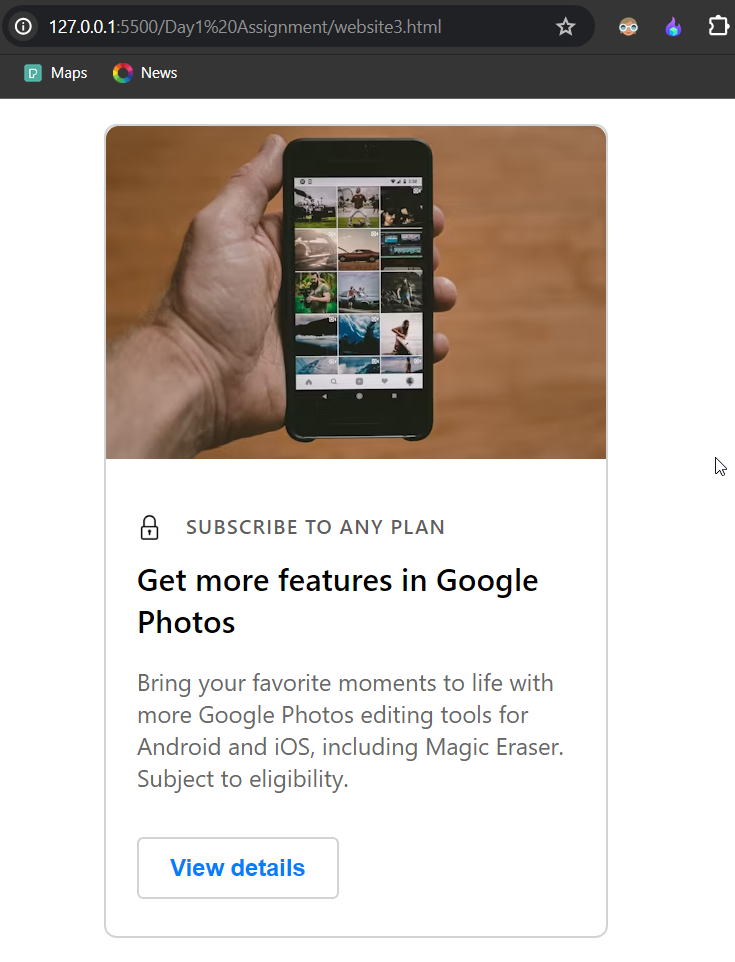 127.0.0.1:5500/Day1%20Assignment/website3.html
Maps News
SUBSCRIBE TO ANY PLAN
Get more features in Google
Photos
Bring your favorite moments to life with
more Google Photos editing tools for
Android and iOS, including Magic Eraser.
Subject to eligibility.
View details